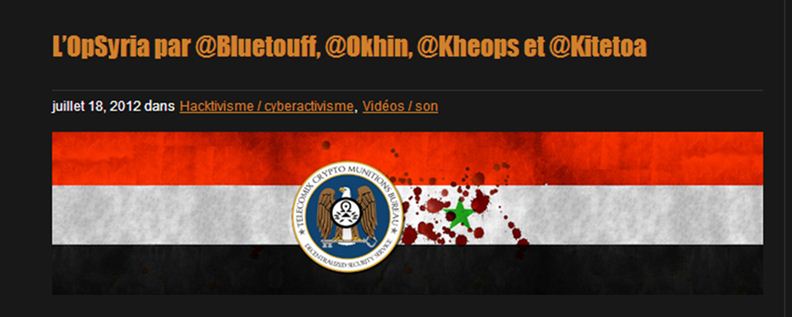 L'OpSyria par @Bluetouff, @Okhin, @Kheops et @Kitetoa
juillet 18, 2012 dans Hacktivisme / cyberactivisme, Vidéos / son
TELECOMIX CRYPTO MUNITIONS BUREAU
DECENTRALIZED SECURITY SERVICE